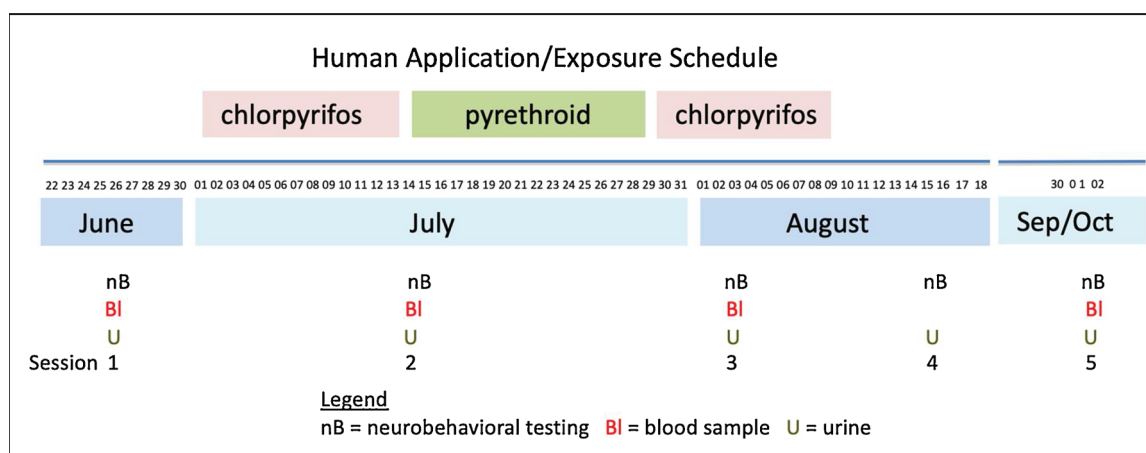 Human Application/Exposure Schedule
chlorpyrifos pyrethroid chlorpyrifos
22 23 24 25 26 27 28 29 30 01 02 03 04 05 06 07 08 09 10 11 12 13 14 15 16 17 18 19 20 21 22 23 24 25 26 27 28 29 30 31 01 02 03 04 05 06 07 08 09 10 11 12 13 14 15 16 17 18 30 0 1 02
June July August Sep/Oct
nB nB nB nB nB
Bl Bl Bl Bl
U U U U U
Session 1 2 3 4 5
Legend
nB = neurobehavioral testing Bl = blood sample U = urine